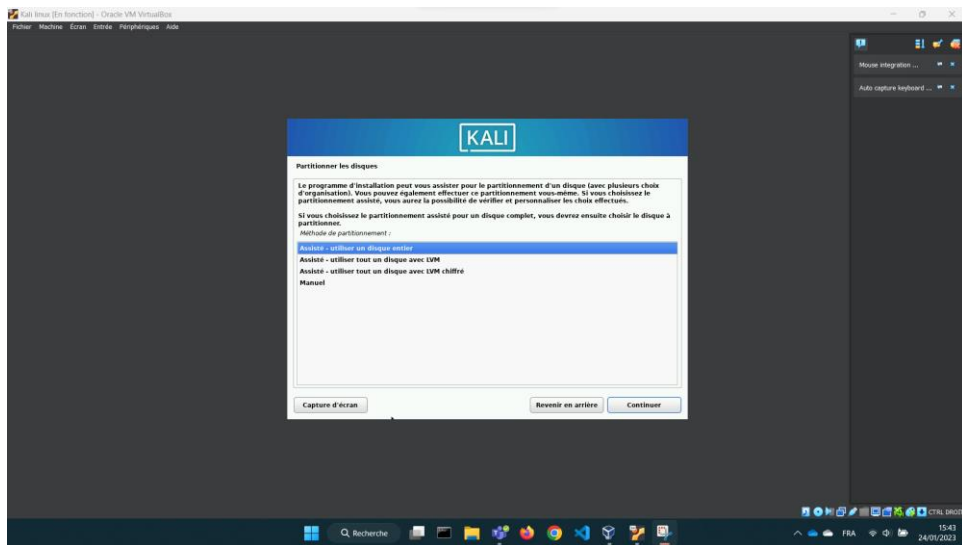 Kali linux [En fonction] - Oracle VM VirtualBox
Fichier Machine Écran Entrée Périphériques Aide
Mouse integration ...
Auto capture keyboard ...
KALI
Partitionner les disques
Le programme d'installation peut vous assister pour le partitionnement d'un disque (avec plusieurs choix
d'organisation). Vous pouvez également effectuer ce partitionnement vous-même. Si vous choisissez le
partitionnement assisté, vous aurez la possibilité de vérifier et personnaliser les choix effectués.
Si vous choisissez le partitionnement assisté pour un disque complet, vous devrez ensuite choisir le disque à
partitionner.
Méthode de partitionnement :
Assisté - utiliser un disque entier
Assisté - utiliser tout un disque avec LVM
Assisté - utiliser tout un disque avec LVM chiffré
Manuel
Capture d'écran
Revenir en arrière
Continuer
CTRL DROITE
Recherche
FRA
15:43
24/01/2023